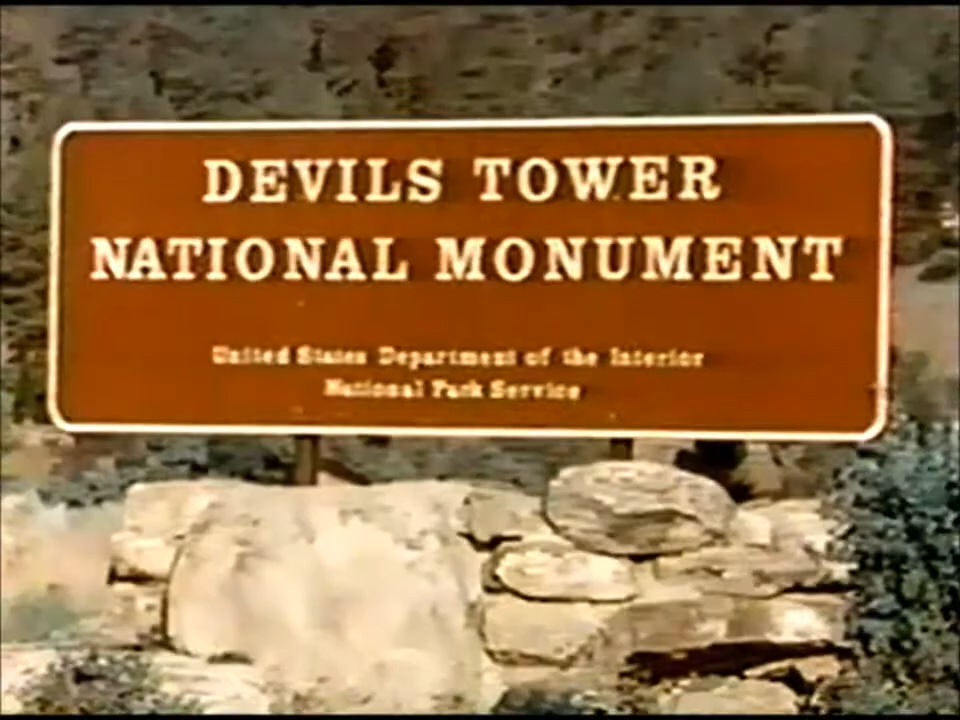 DEVILS TOWER
NATIONAL MONUMENT
United States Department of the Interior
National Park Service